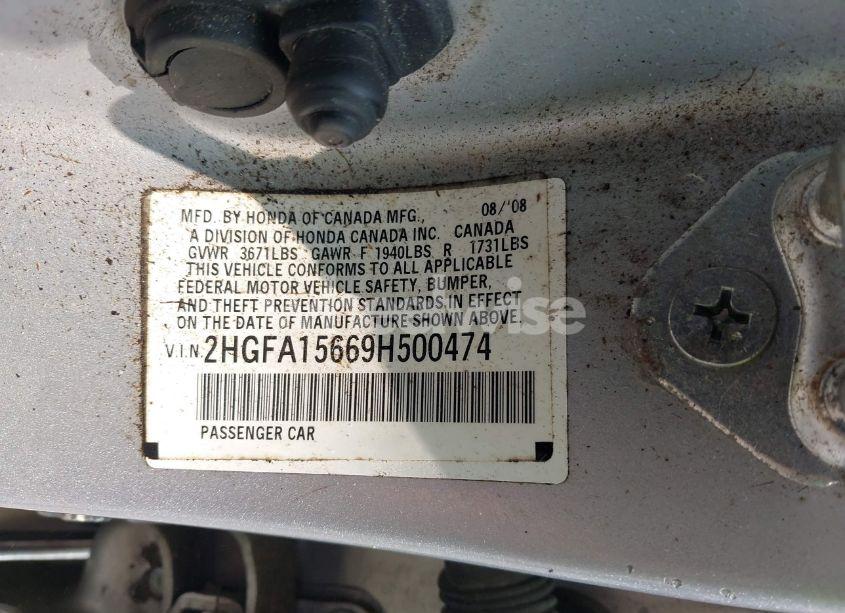 MFD. BY HONDA OF CANADA MFG., 08/'08
A DIVISION OF HONDA CANADA INC. CANADA
GVWR 3671LBS GAWR F 1940LBS R 1731LBS
THIS VEHICLE CONFORMS TO ALL APPLICABLE
FEDERAL MOTOR VEHICLE SAFETY, BUMPER,
AND THEFT PREVENTION STANDARDS IN EFFECT
ON THE DATE OF MANUFACTURE SHOWN ABOVE.
V.I.N. 2HGFA15669H500474
PASSENGER CAR